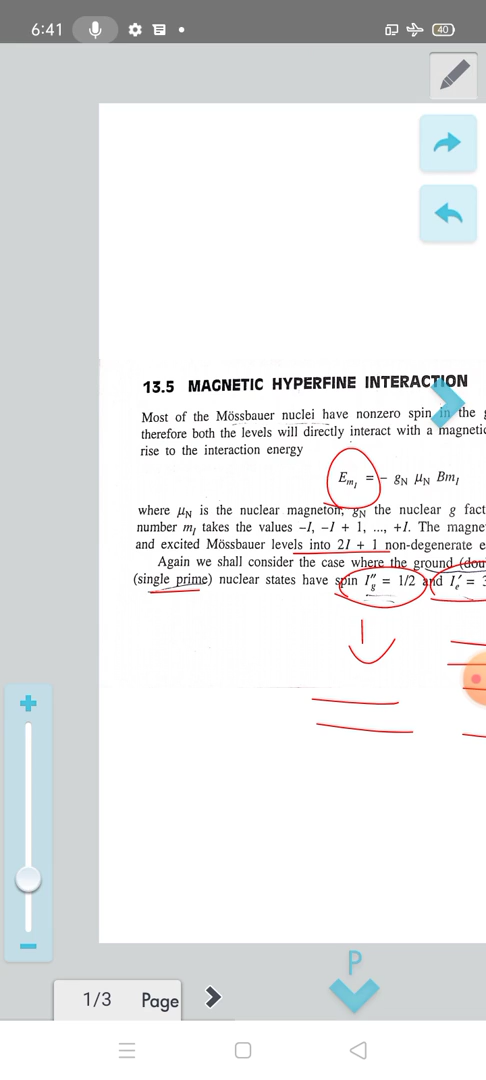 6:41
40
13.5 MAGNETIC HYPERFINE INTERACTION
Most of the Mössbauer nuclei have nonzero spin in the
therefore both the levels will directly interact with a magnetic
rise to the interaction energy
E_{m_I} = − g_N μ_N Bm_I
where μ_N is the nuclear magneton, g_N the nuclear g fact
number m_I takes the values −I, −I + 1, ..., +I. The magne
and excited Mössbauer levels into 2I + 1 non-degenerate e
Again we shall consider the case where the ground (dou
(single prime) nuclear states have spin I″_g = 1/2 and I′_e = 3
P
1/3 Page